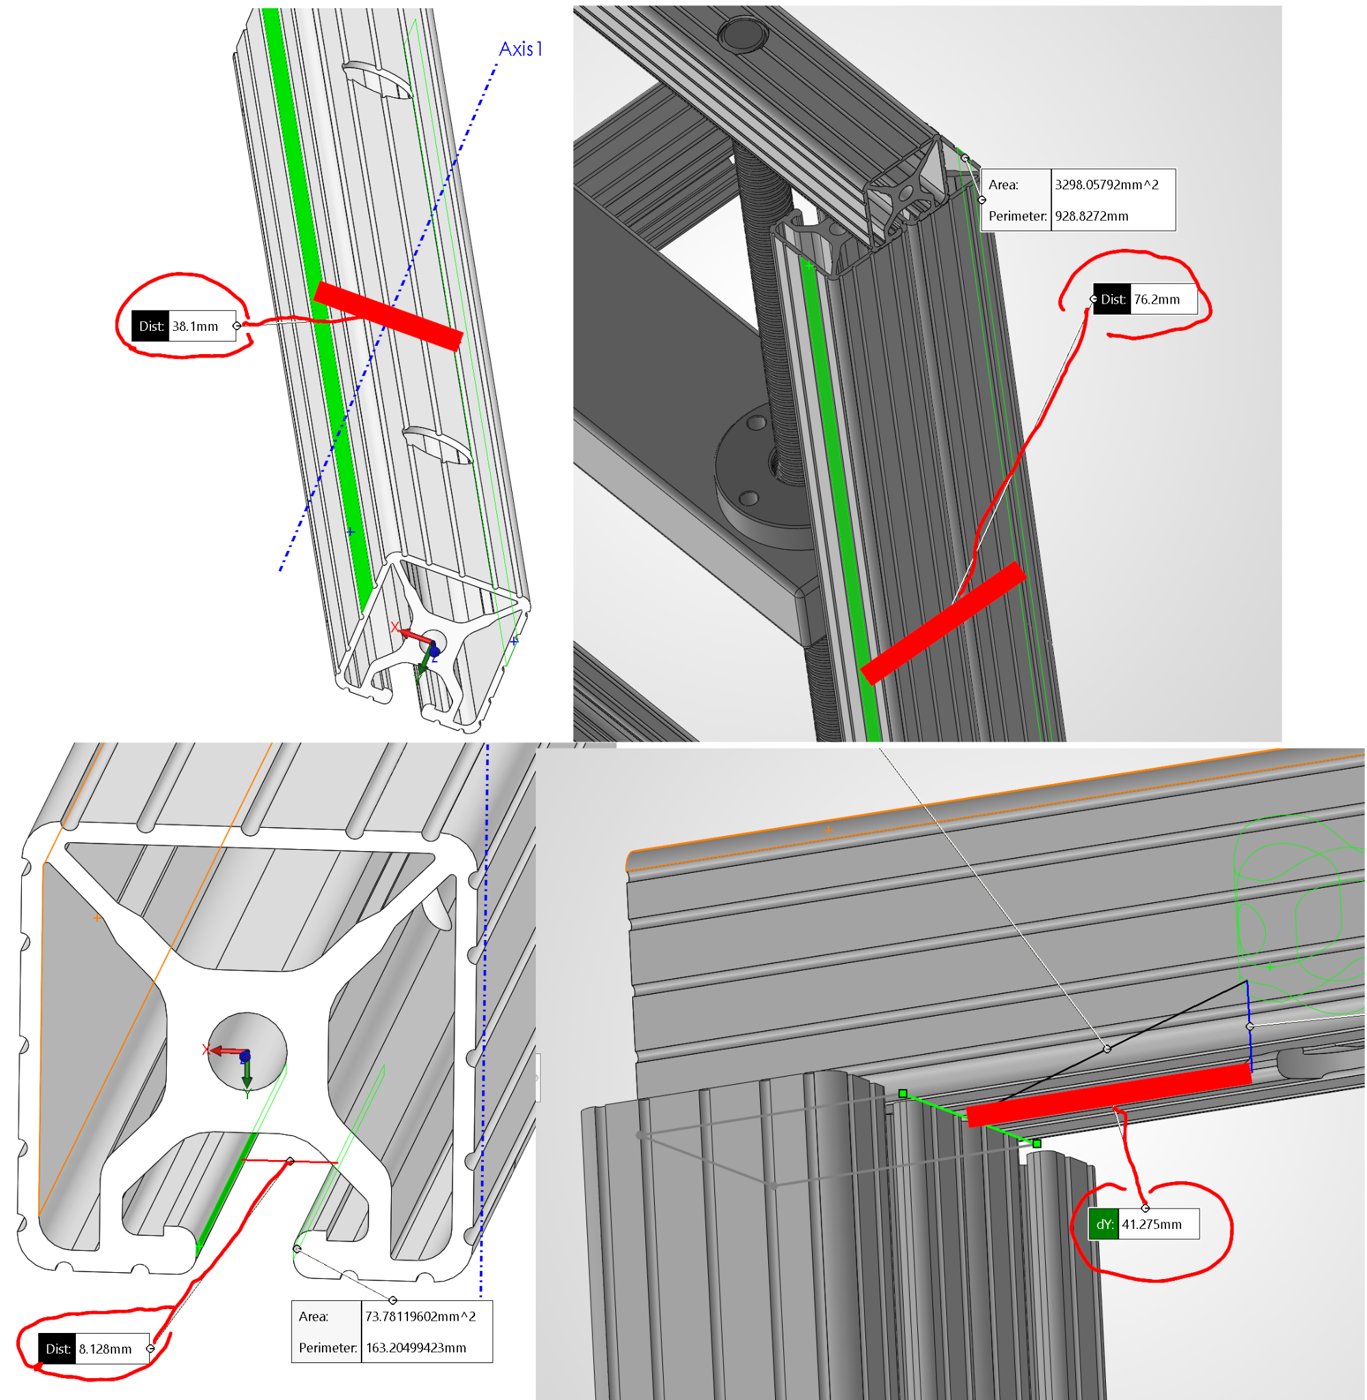 Axis1
Dist: 38.1mm
X
Z
Area: 3298.05792mm^2
Perimeter: 928.8272mm
Dist: 76.2mm
X
Y
Area: 73.78119602mm^2
Perimeter: 163.20499423mm
Dist: 8.128mm
dY: 41.275mm